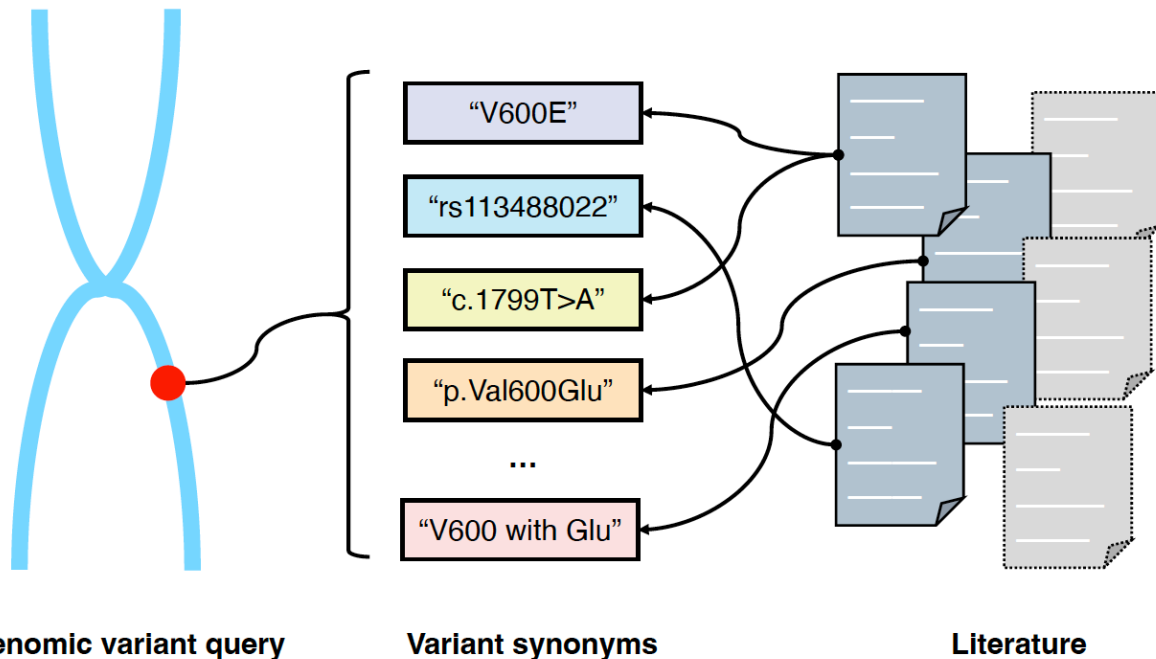 “V600E”
“rs113488022”
“c.1799T>A”
“p.Val600Glu”
...
“V600 with Glu”
enomic variant query
Variant synonyms
Literature